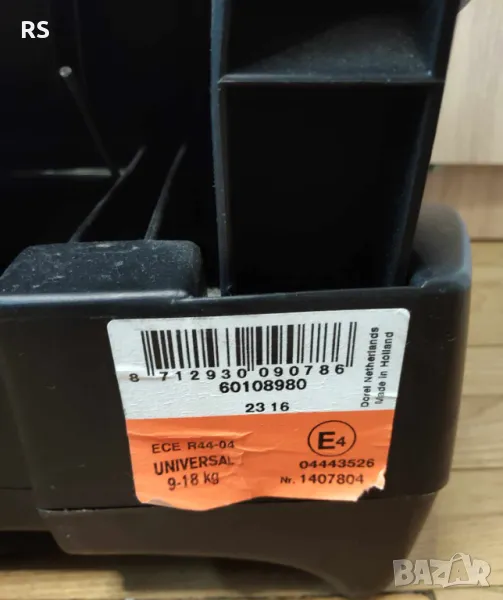 RS
8 712930 090786
60108980
23 16
Dorel Netherlands
Made in Holland
ECE R44-04
UNIVERSAL
9-18 kg
E4
04443526
Nr. 1407804
BAZAR